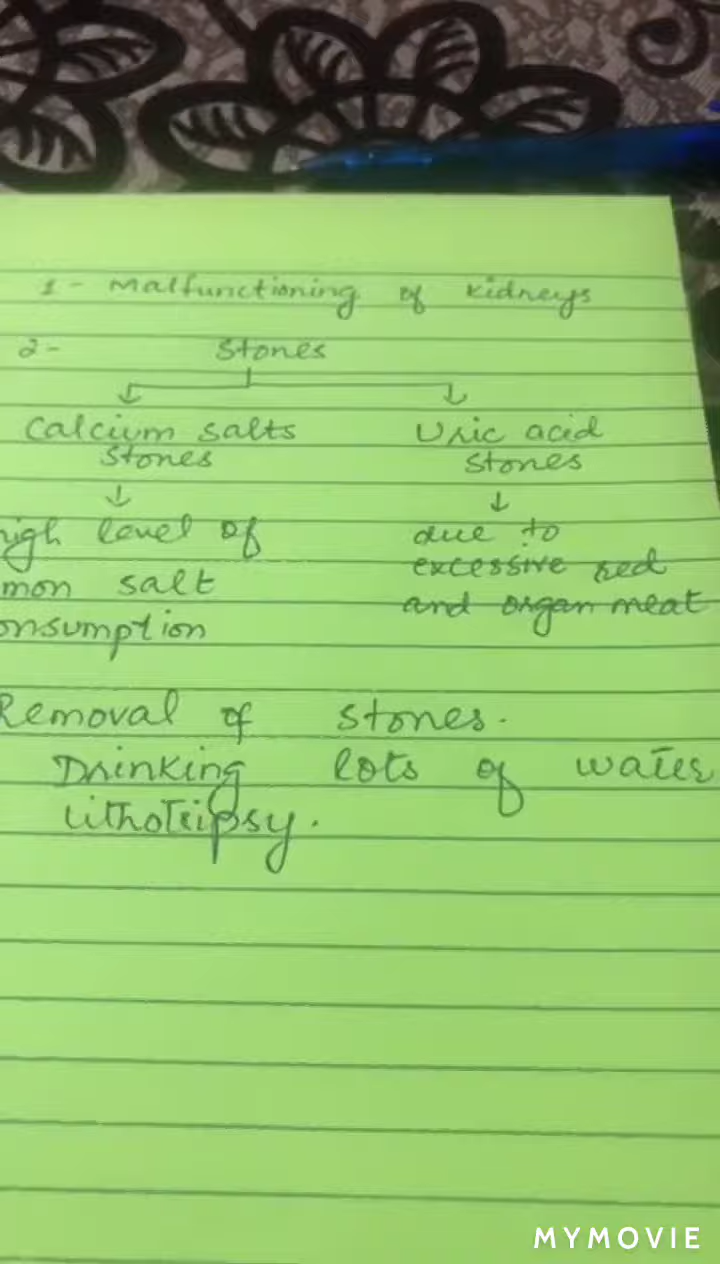 1- Malfunctioning of kidneys
2- Stones
Calcium salts Uric acid
stones stones
high level of due to
mon salt excessive red
onsumption and organ meat
Removal of stones.
Drinking lots of water
Lithotripsy.
MYMOVIE